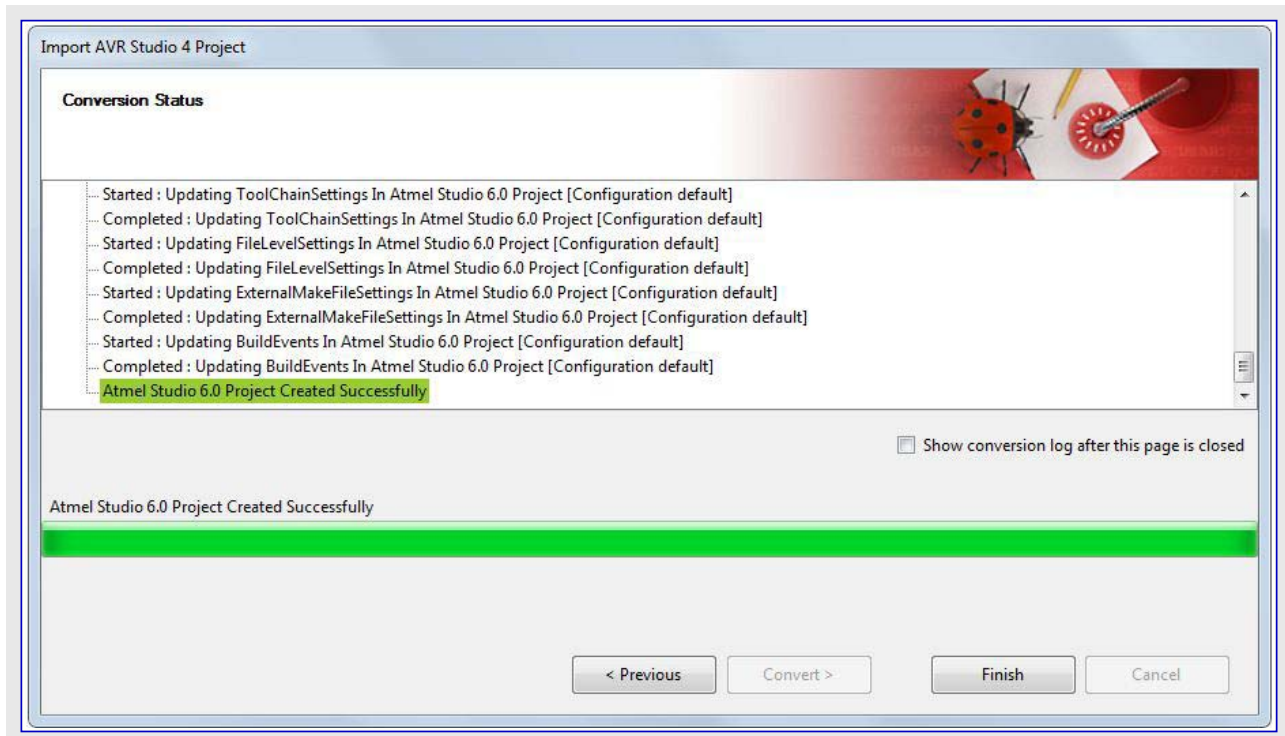 Import AVR Studio 4 Project
Conversion Status
Started : Updating ToolChainSettings In Atmel Studio 6.0 Project [Configuration default]
Completed : Updating ToolChainSettings In Atmel Studio 6.0 Project [Configuration default]
Started : Updating FileLevelSettings In Atmel Studio 6.0 Project [Configuration default]
Completed : Updating FileLevelSettings In Atmel Studio 6.0 Project [Configuration default]
Started : Updating ExternalMakeFileSettings In Atmel Studio 6.0 Project [Configuration default]
Completed : Updating ExternalMakeFileSettings In Atmel Studio 6.0 Project [Configuration default]
Started : Updating BuildEvents In Atmel Studio 6.0 Project [Configuration default]
Completed : Updating BuildEvents In Atmel Studio 6.0 Project [Configuration default]
Atmel Studio 6.0 Project Created Successfully
Show conversion log after this page is closed
Atmel Studio 6.0 Project Created Successfully
< Previous
Convert >
Finish
Cancel